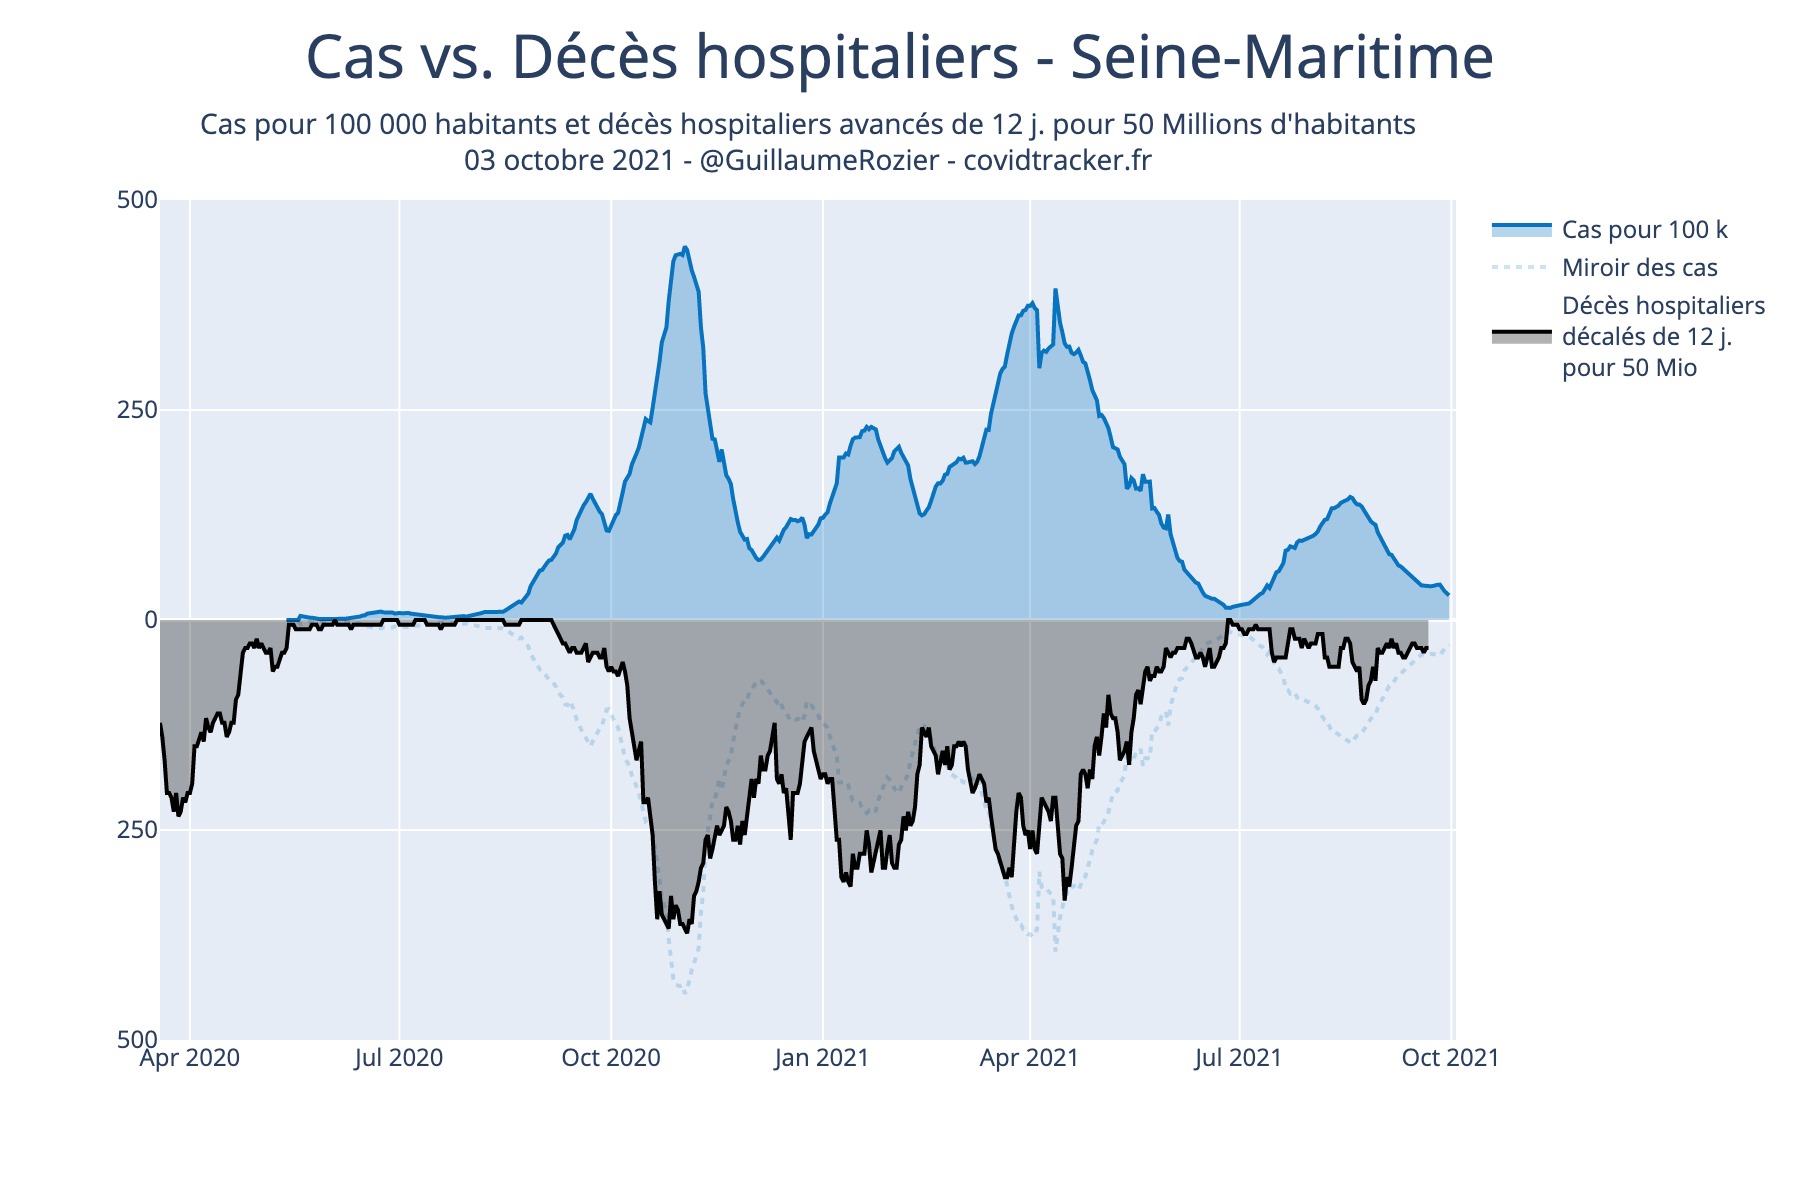 Cas vs. Décès hospitaliers - Seine-Maritime
Cas pour 100 000 habitants et décès hospitaliers avancés de 12 j. pour 50 Millions d'habitants
03 octobre 2021 - @GuillaumeRozier - covidtracker.fr
500
250
0
250
500
Apr 2020
Jul 2020
Oct 2020
Jan 2021
Apr 2021
Jul 2021
Oct 2021
Cas pour 100 k
Miroir des cas
Décès hospitaliers
décalés de 12 j.
pour 50 Mio